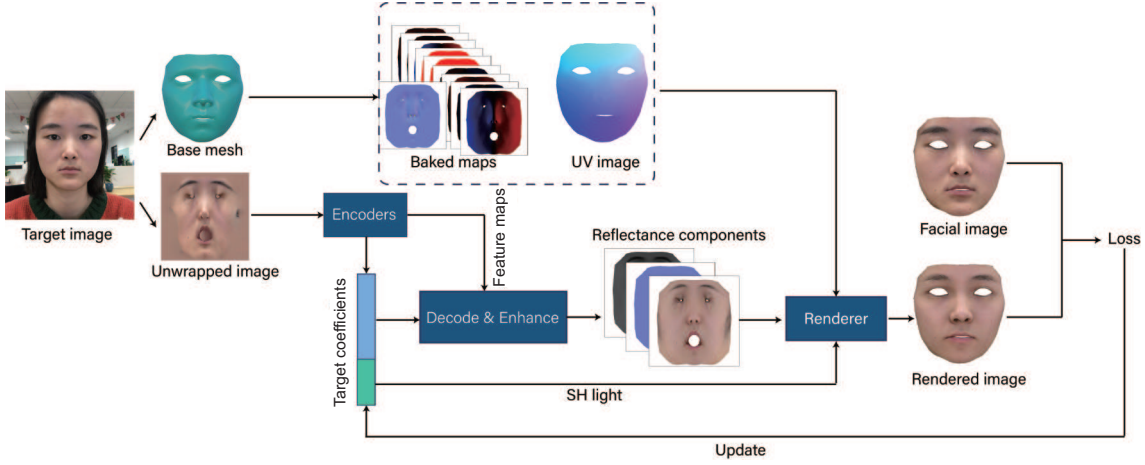 Target image
Base mesh
Unwrapped image
Baked maps
UV image
Encoders
Feature maps
Target coefficients
Decode & Enhance
Reflectance components
SH light
Renderer
Facial image
Rendered image
Loss
Update